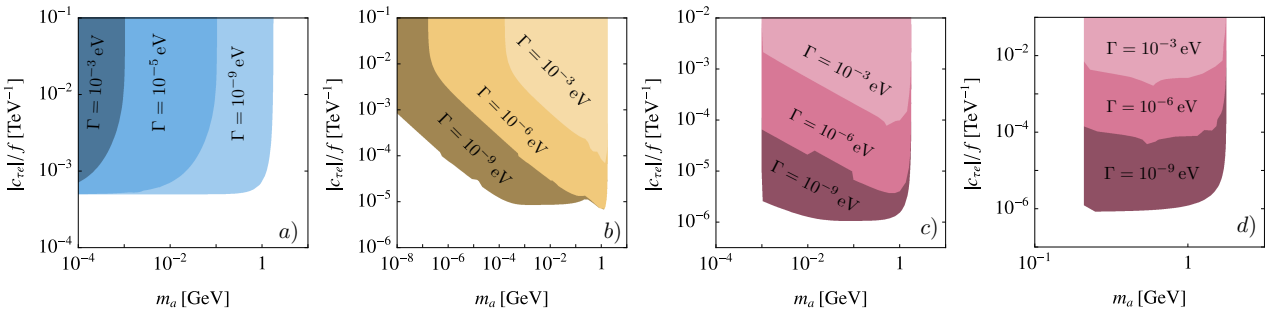 |c_{τe}|/f [TeV⁻¹]
10⁻¹
10⁻²
10⁻³
10⁻⁴
Γ = 10⁻³ eV
Γ = 10⁻⁵ eV
Γ = 10⁻⁹ eV
a)
10⁻⁴ 10⁻² 1
m_a [GeV]
|c_{τe}|/f [TeV⁻¹]
10⁻¹
10⁻²
10⁻³
10⁻⁴
10⁻⁵
10⁻⁶
Γ = 10⁻³ eV
Γ = 10⁻⁶ eV
Γ = 10⁻⁹ eV
b)
10⁻⁸ 10⁻⁶ 10⁻⁴ 10⁻² 1
m_a [GeV]
|c_{τe}|/f [TeV⁻¹]
10⁻¹
10⁻²
10⁻³
10⁻⁴
10⁻⁵
10⁻⁶
Γ = 10⁻³ eV
Γ = 10⁻⁶ eV
Γ = 10⁻⁹ eV
c)
10⁻⁴ 10⁻² 1
m_a [GeV]
|c_{τe}|/f [TeV⁻¹]
10⁻²
10⁻⁴
10⁻⁶
Γ = 10⁻³ eV
Γ = 10⁻⁶ eV
Γ = 10⁻⁹ eV
d)
10⁻¹ 1
m_a [GeV]